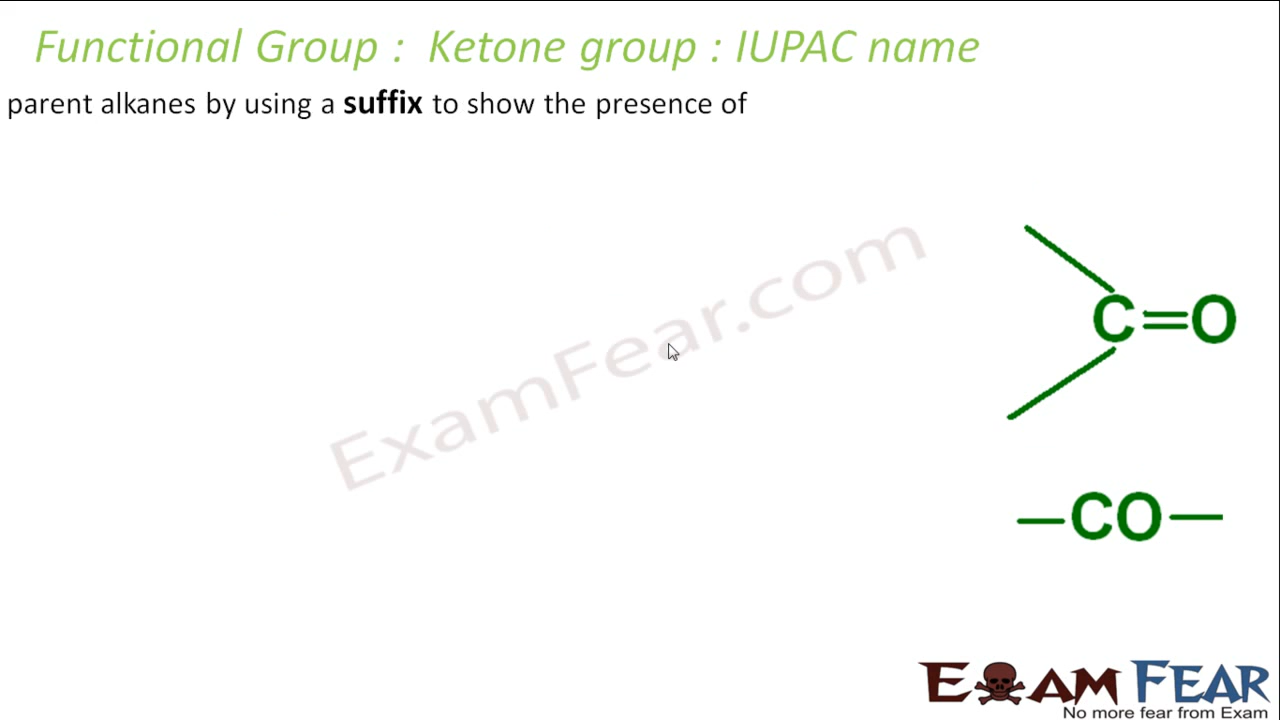 Functional Group : Ketone group : IUPAC name
parent alkanes by using a suffix to show the presence of
ExamFear.com
C=O
—CO—
EXAM FEAR
No more fear from Exam